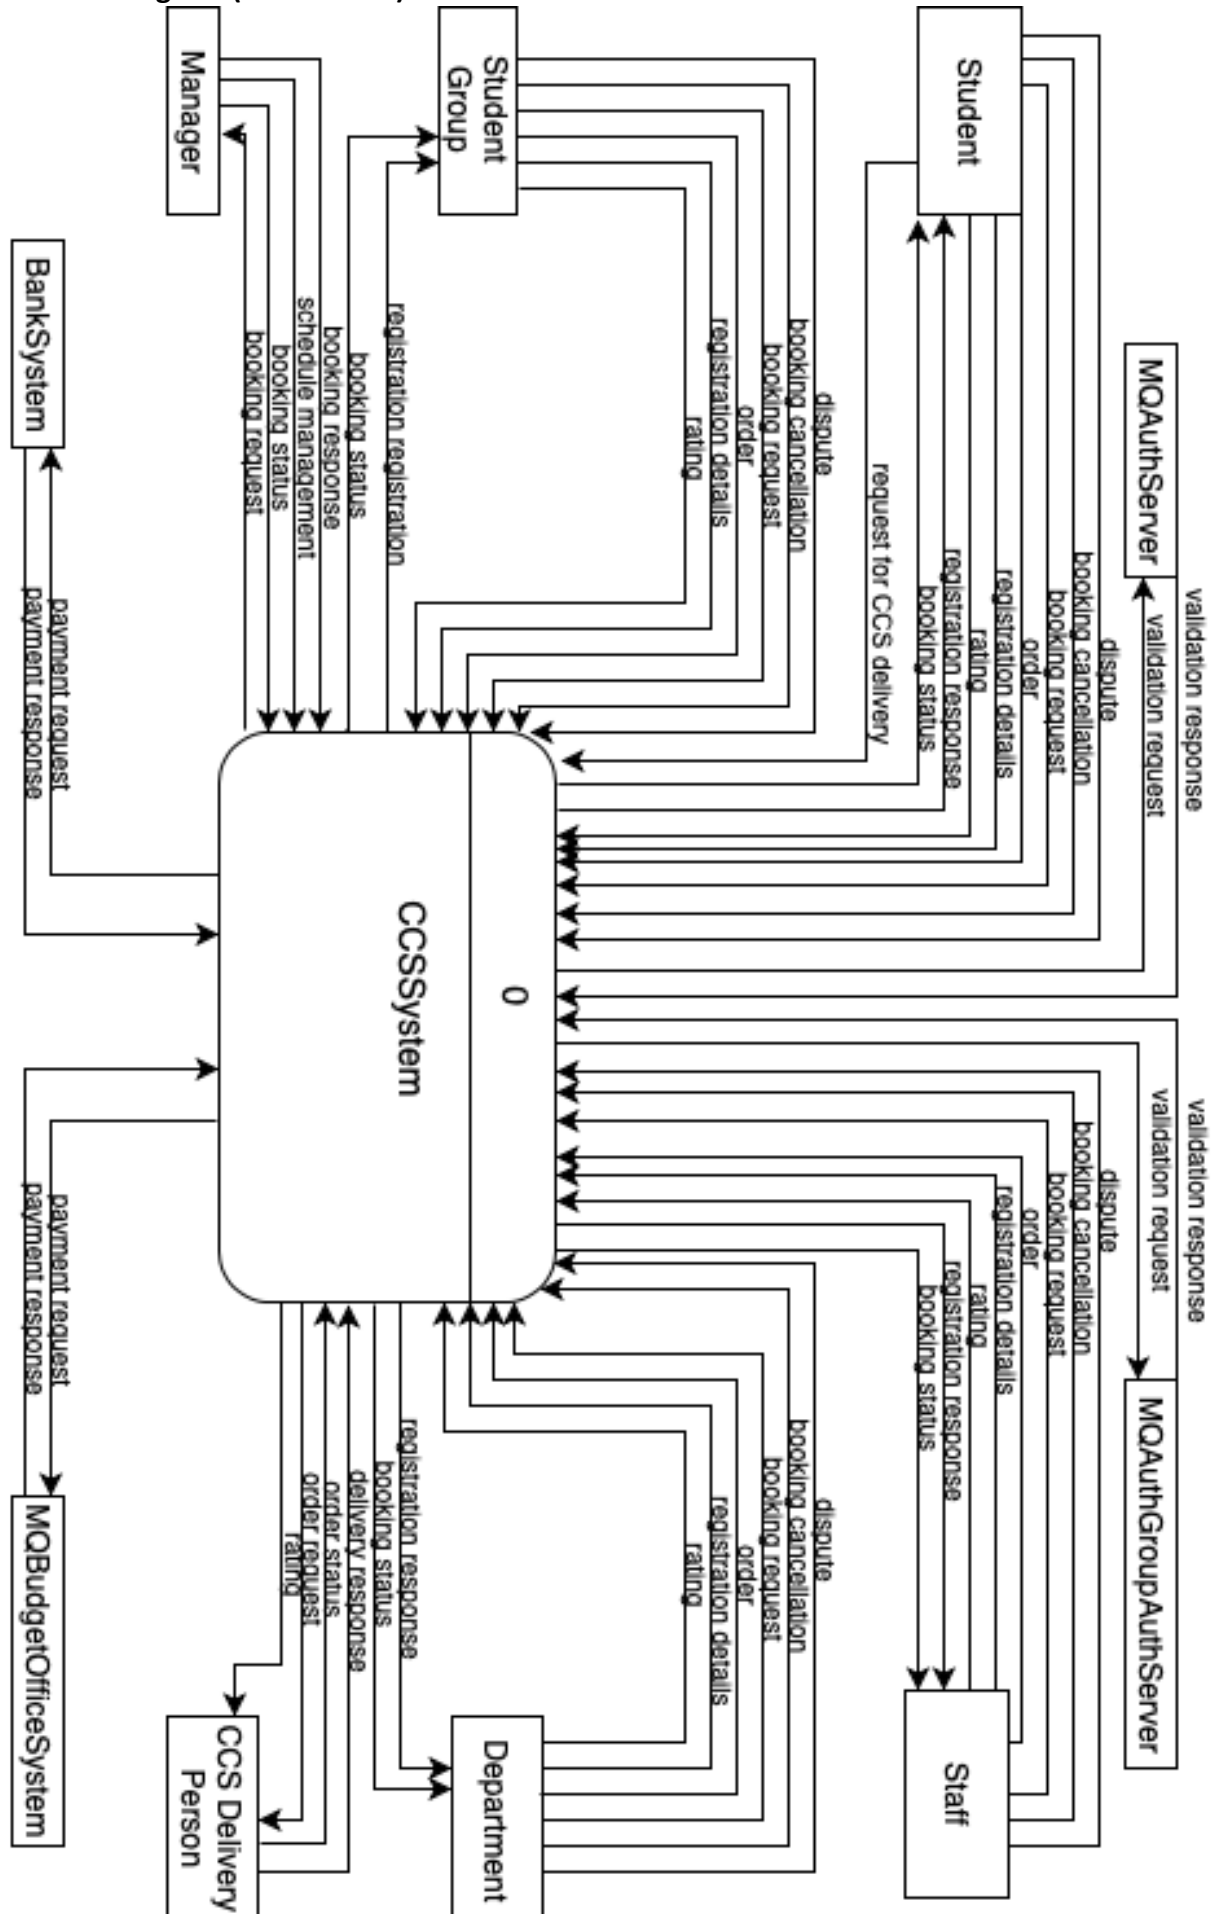 validation response
validation response
MQAuthServer
validation request
validation request
MQAuthGroupAuthServer
dispute
dispute
booking cancellation
booking cancellation
booking request
booking request
order
order
registration details
registration details
rating
rating
registration response
registration response
booking status
booking status
Student
Staff
request for CCS delivery
dispute
dispute
booking cancellation
booking cancellation
booking request
booking request
order
order
registration details
registration details
rating
rating
Student
Group
Department
0
CCSSystem
registration registration
registration response
booking status
booking status
booking response
delivery response
schedule management
order status
booking status
order request
booking request
rating
Manager
CCS Delivery
Person
payment request
payment request
payment response
payment response
BankSystem
MQBudgetOfficeSystem